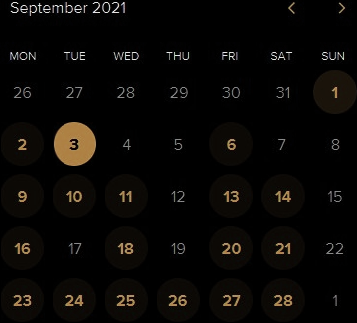 September 2021 < >
MON TUE WED THU FRI SAT SUN
26 27 28 29 30 31 1
2 3 4 5 6 7 8
9 10 11 12 13 14 15
16 17 18 19 20 21 22
23 24 25 26 27 28 1